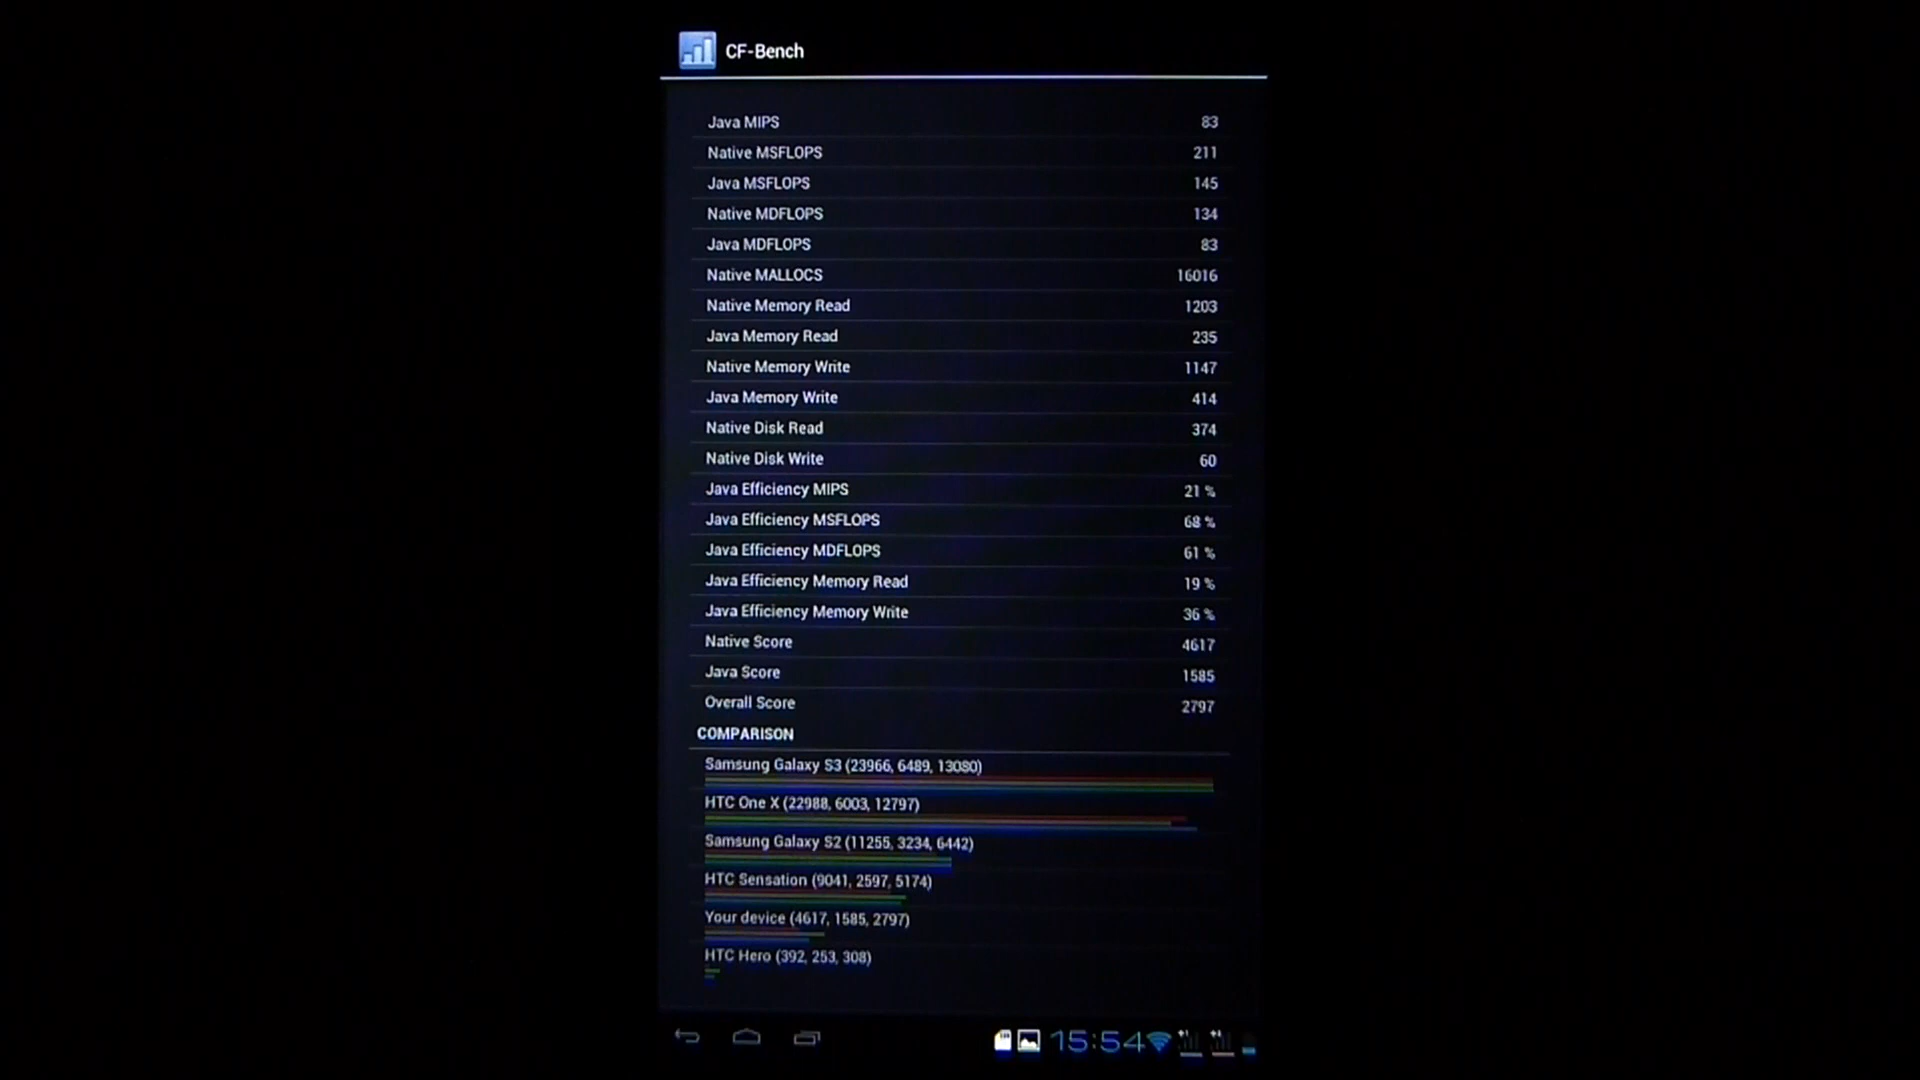 CF-Bench
Java MIPS 83
Native MSFLOPS 211
Java MSFLOPS 145
Native MDFLOPS 134
Java MDFLOPS 83
Native MALLOCS 16016
Native Memory Read 1203
Java Memory Read 235
Native Memory Write 1147
Java Memory Write 414
Native Disk Read 374
Native Disk Write 60
Java Efficiency MIPS 21 %
Java Efficiency MSFLOPS 68 %
Java Efficiency MDFLOPS 61 %
Java Efficiency Memory Read 19 %
Java Efficiency Memory Write 36 %
Native Score 4617
Java Score 1585
Overall Score 2797
COMPARISON
Samsung Galaxy S3 (23966, 6489, 13080)
HTC One X (22988, 6003, 12797)
Samsung Galaxy S2 (11255, 3234, 6442)
HTC Sensation (9041, 2597, 5174)
Your device (4617, 1585, 2797)
HTC Hero (392, 253, 308)
15:54